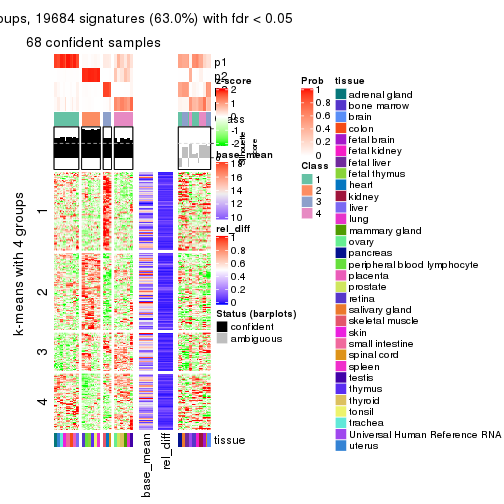 oups, 19684 signatures (63.0%) with fdr < 0.05
68 confident samples
p1
p2
z-score
2
1
0
-1
-2
base_mean
18
16
14
12
10
rel_diff
1
0.8
0.6
0.4
0.2
0
Status (barplots)
confident
ambiguous
Prob
1
0.8
0.6
0.4
0.2
0
Class
1
2
3
4
tissue
adrenal gland
bone marrow
brain
colon
fetal brain
fetal kidney
fetal liver
fetal thymus
heart
kidney
liver
lung
mammary gland
ovary
pancreas
peripheral blood lymphocyte
placenta
prostate
retina
salivary gland
skeletal muscle
skin
small intestine
spinal cord
spleen
testis
thymus
thyroid
tonsil
trachea
Universal Human Reference RNA
uterus
k-means with 4 groups
1
2
3
4
tissue
base_mean
rel_diff